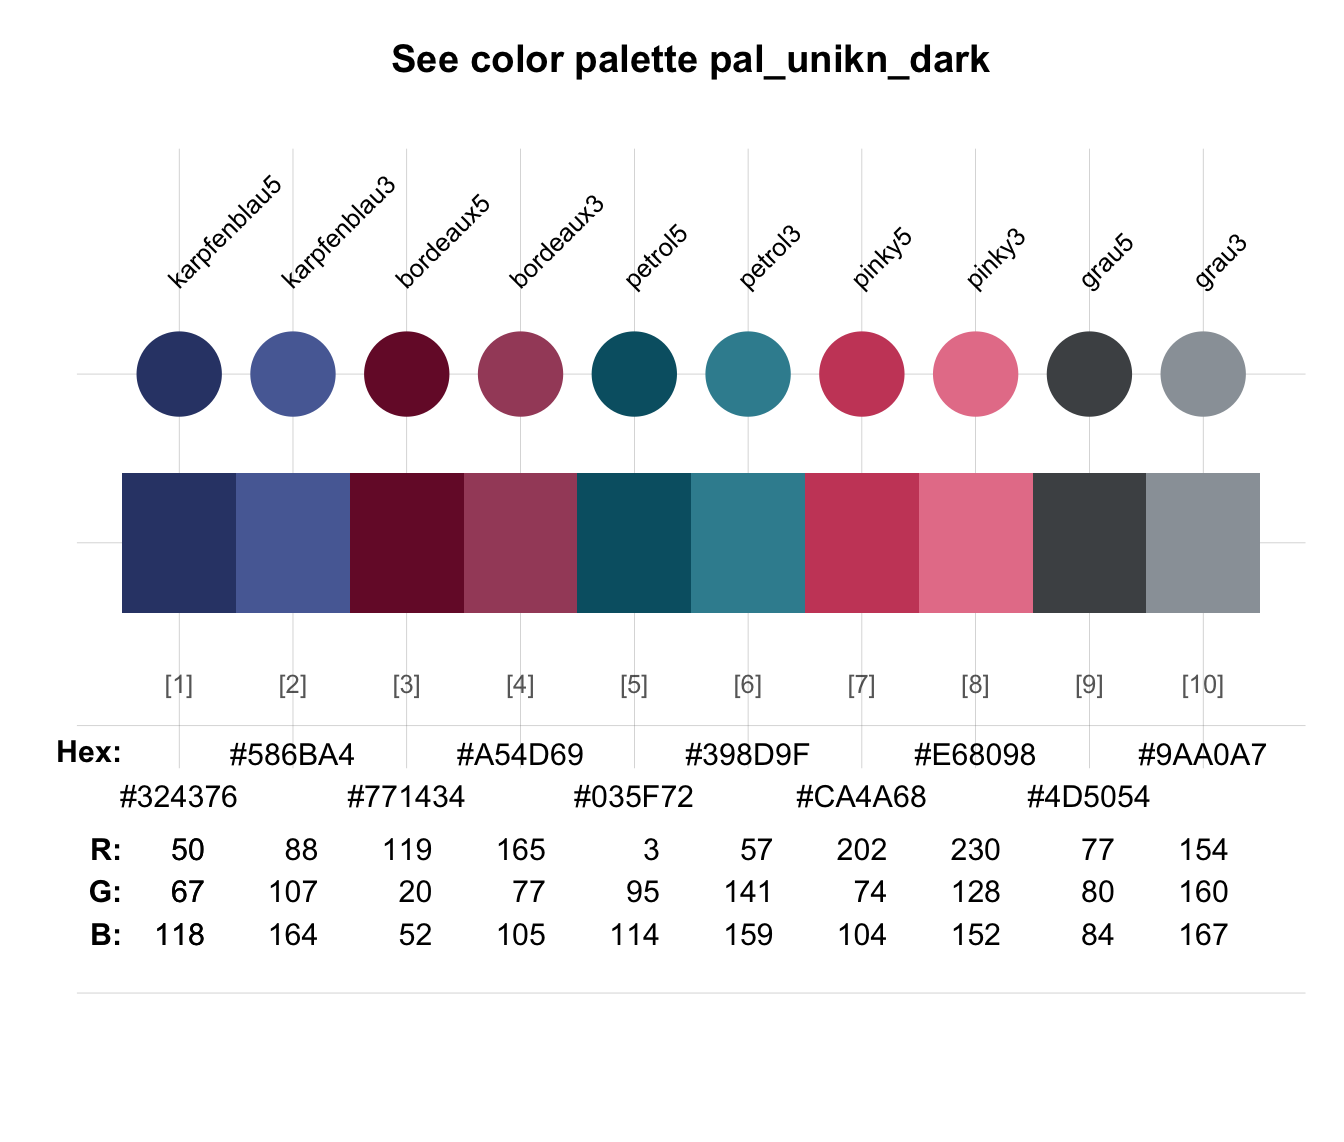 See color palette pal_unikn_dark
karpfenblau5 karpfenblau3 bordeaux5 bordeaux3 petrol5 petrol3 pinky5 pinky3 grau5 grau3
[1] [2] [3] [4] [5] [6] [7] [8] [9] [10]
Hex: #586BA4 #A54D69 #398D9F #E68098 #9AA0A7
#324376 #771434 #035F72 #CA4A68 #4D5054
R: 50 88 119 165 3 57 202 230 77 154
G: 67 107 20 77 95 141 74 128 80 160
B: 118 164 52 105 114 159 104 152 84 167